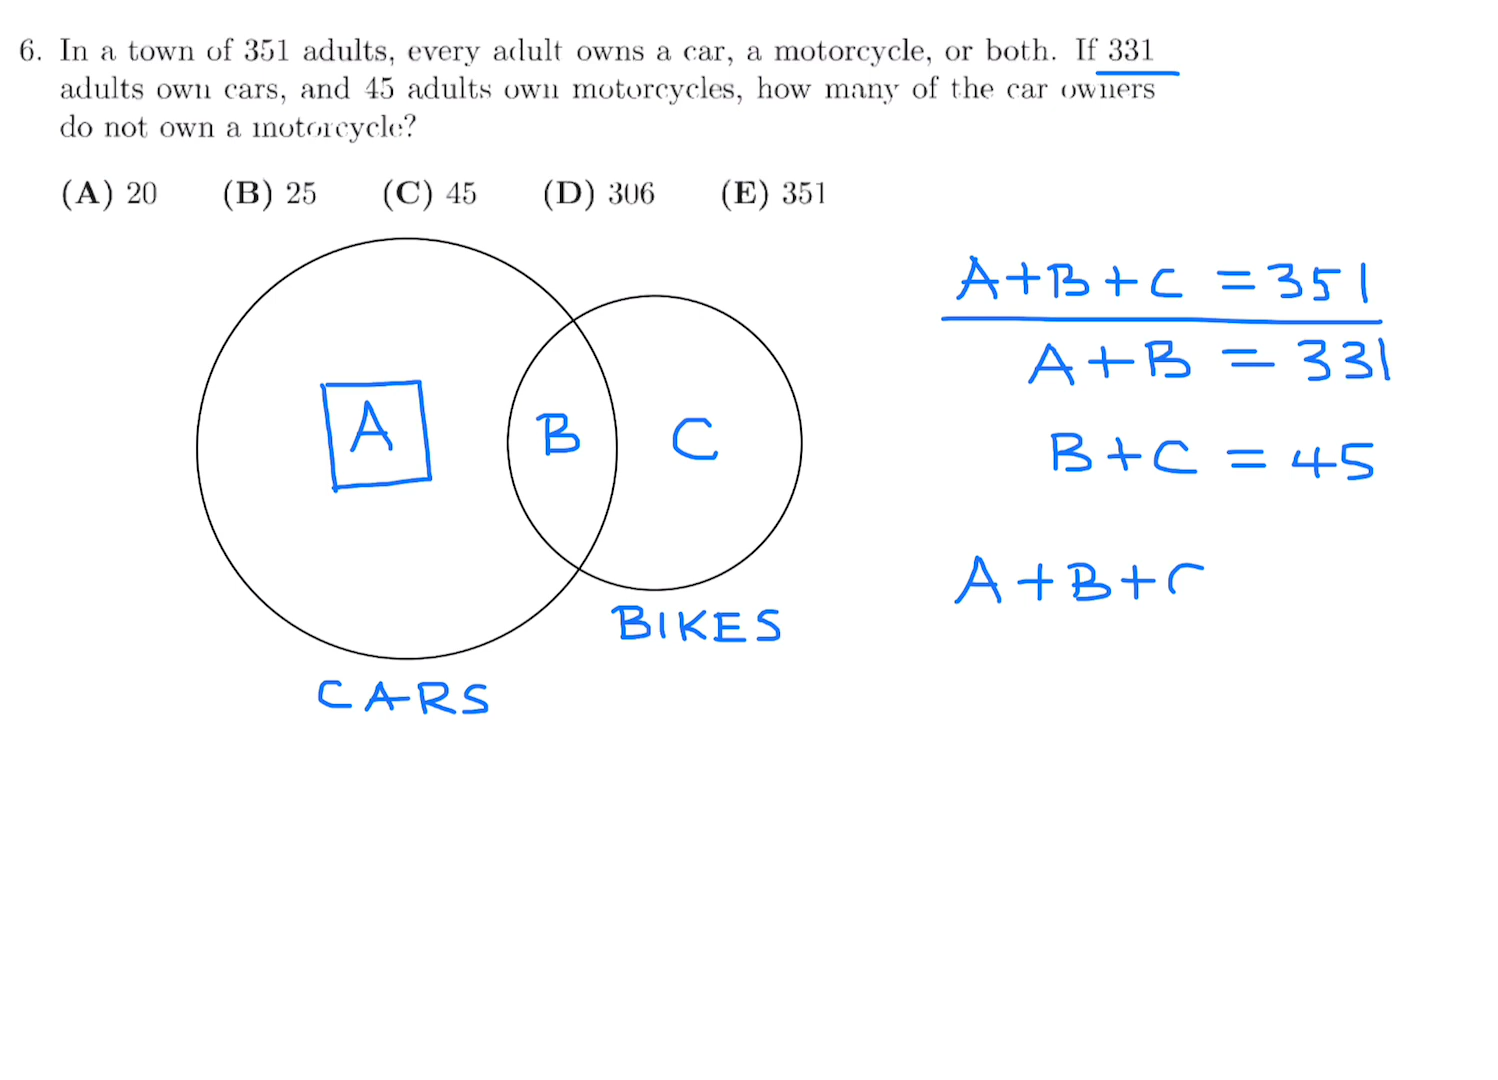 6. In a town of 351 adults, every adult owns a car, a motorcycle, or both. If 331
adults own cars, and 45 adults own motorcycles, how many of the car owners
do not own a motorcycle?
(A) 20 (B) 25 (C) 45 (D) 306 (E) 351
A+B+C = 351
A+B = 331
B+C = 45
A+B+C
A B C
BIKES
CARS